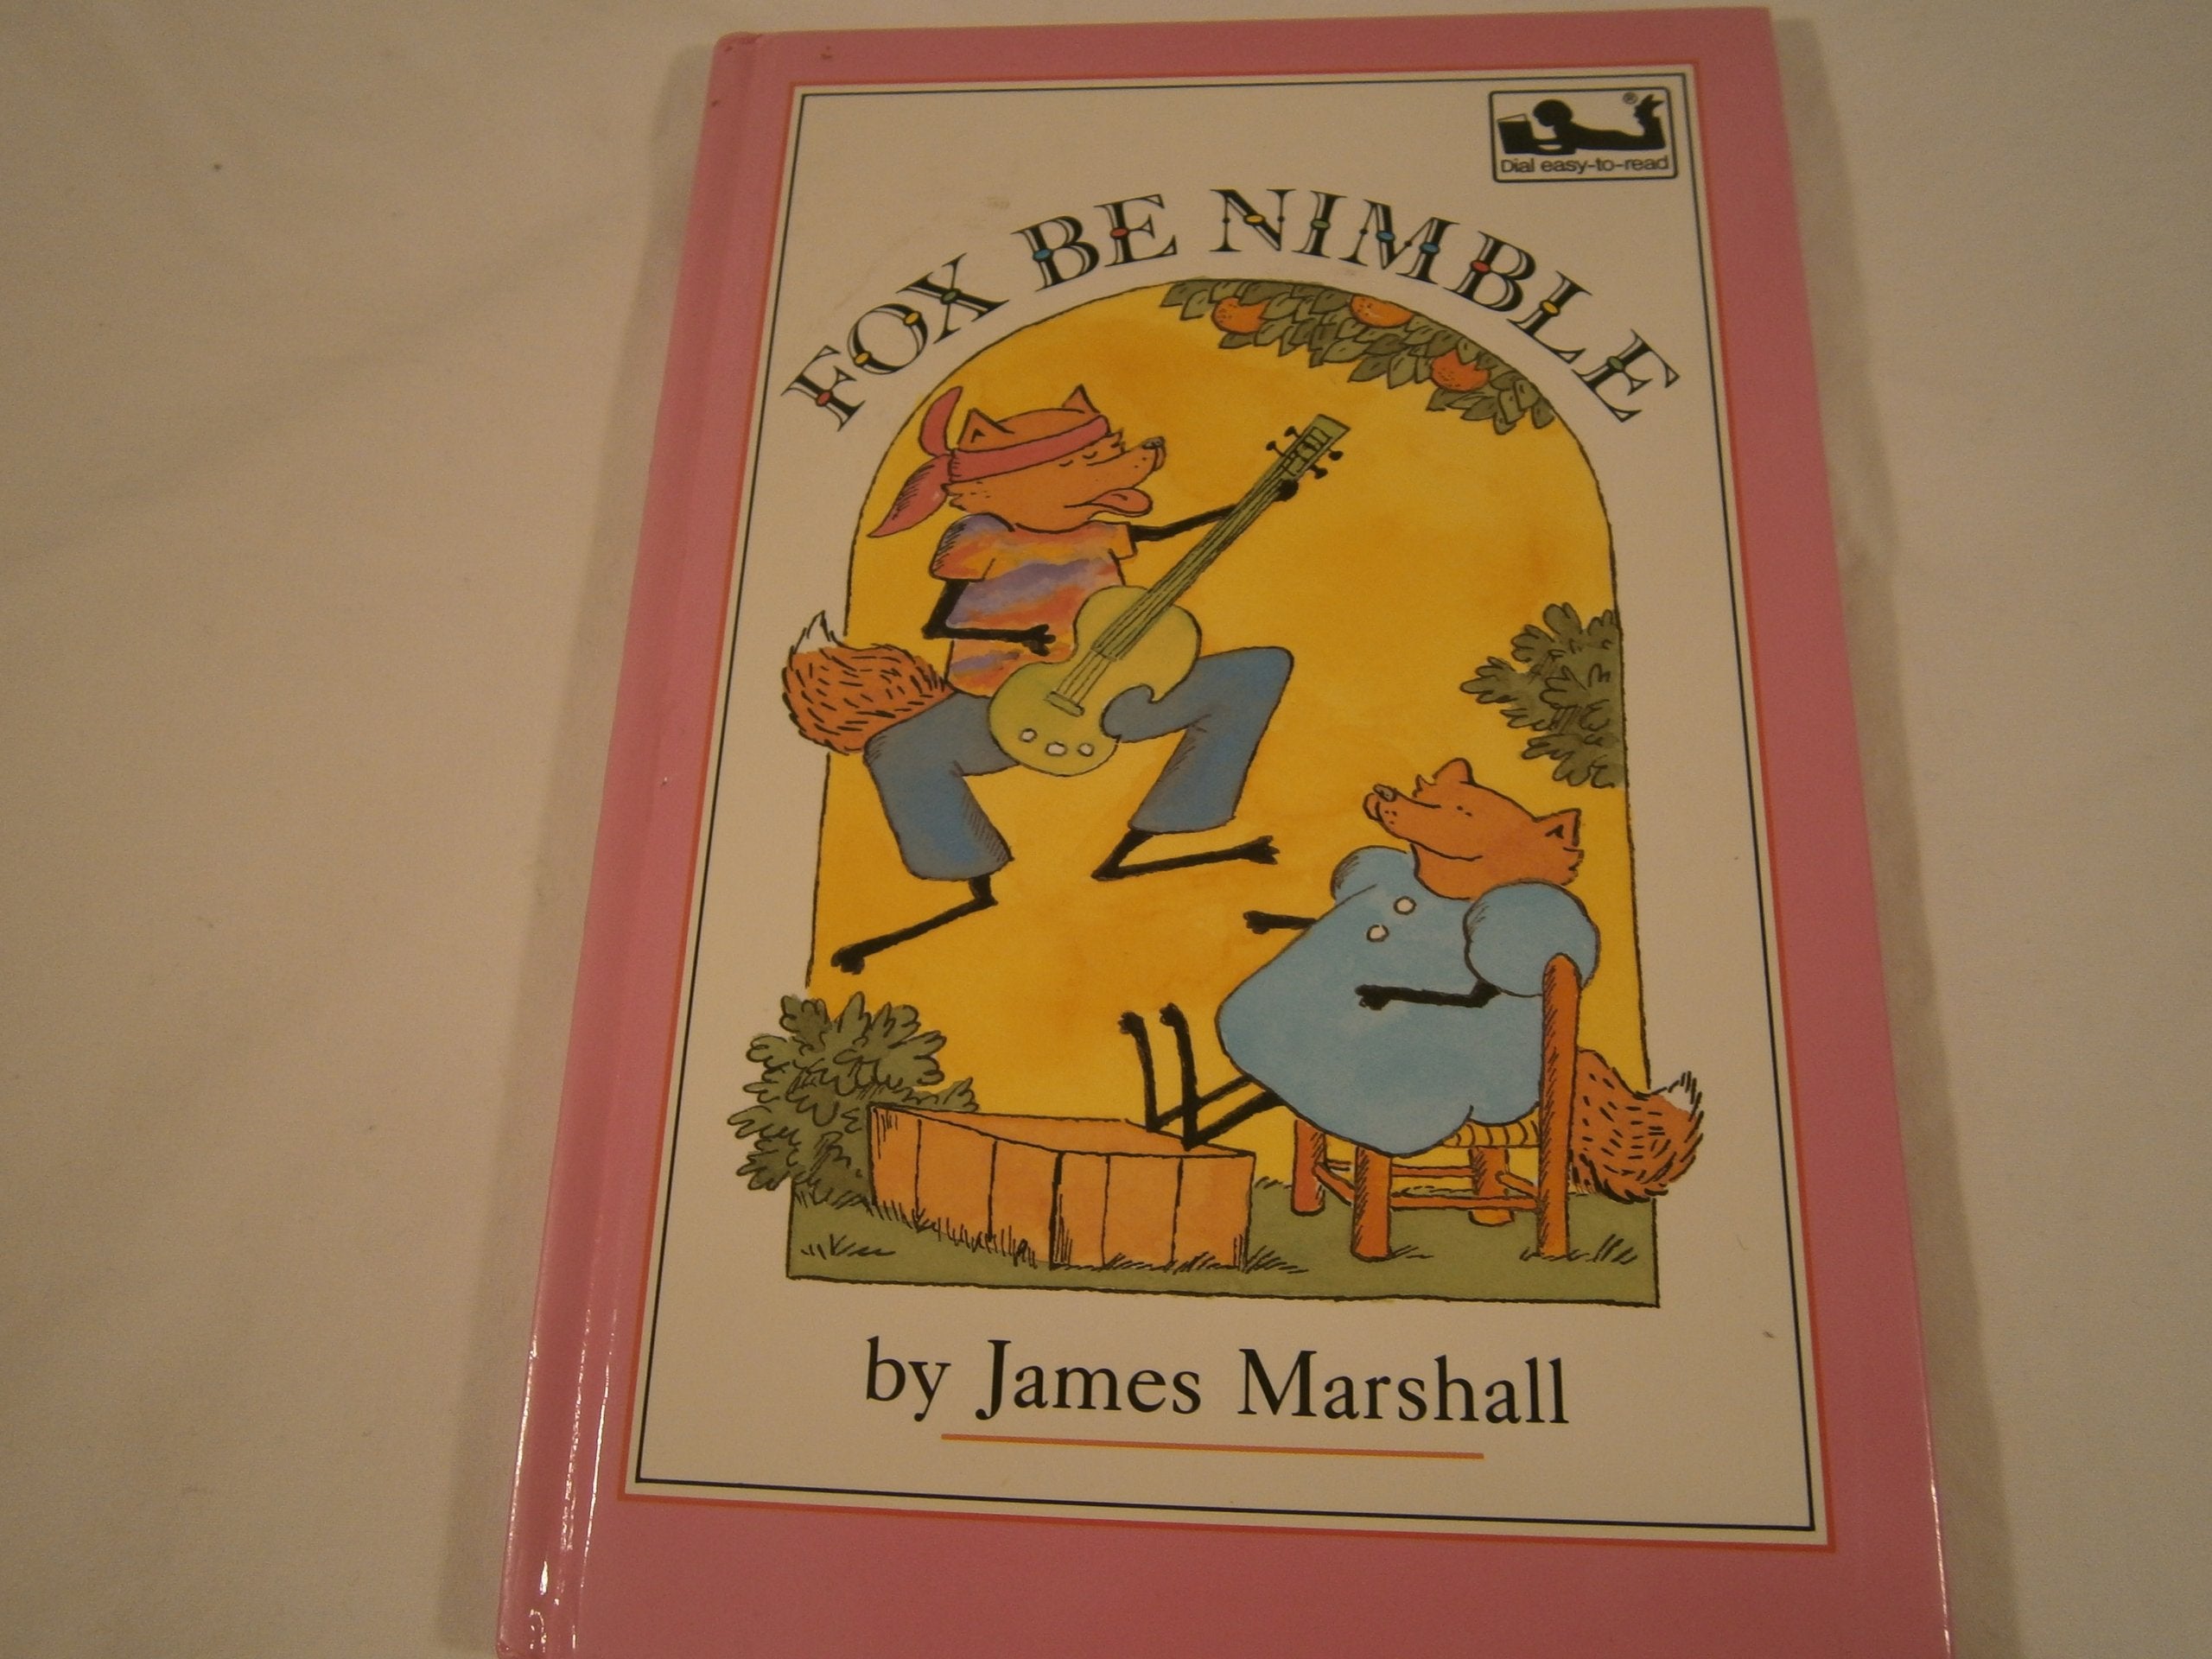 Dial easy-to-read
®
FOX BE NIMBLE
by James Marshall